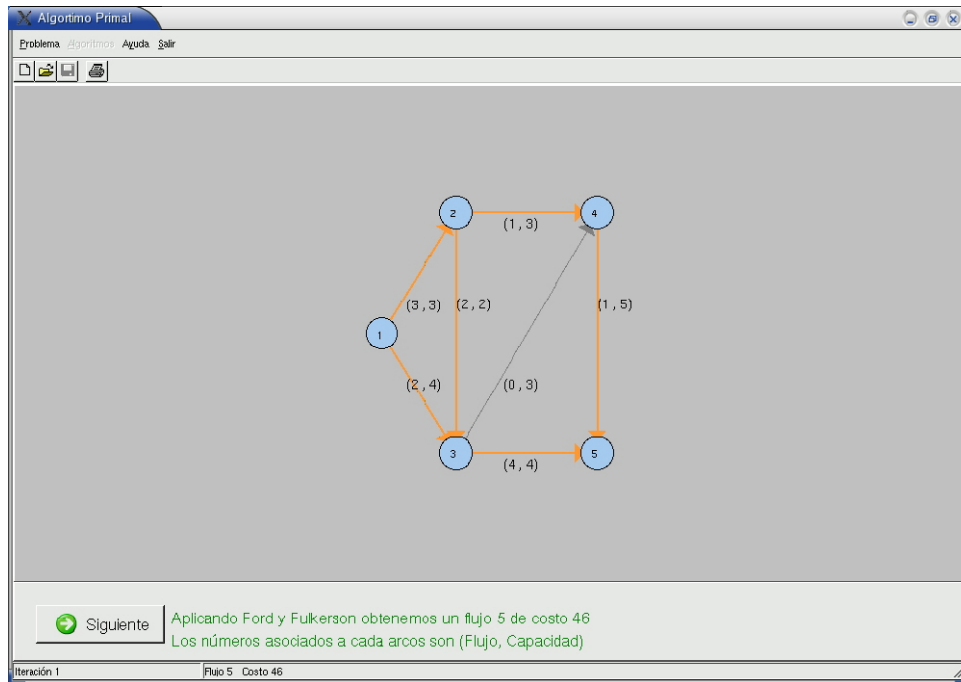 Algortimo Primal
Problema Algoritmos Ayuda Salir
2
4
(1 , 3)
(3 , 3)
(2 , 2)
(1 , 5)
1
(2 , 4)
(0 , 3)
3
5
(4 , 4)
Siguiente
Aplicando Ford y Fulkerson obtenemos un flujo 5 de costo 46
Los números asociados a cada arcos son (Flujo, Capacidad)
Iteración 1
Flujo 5 Costo 46